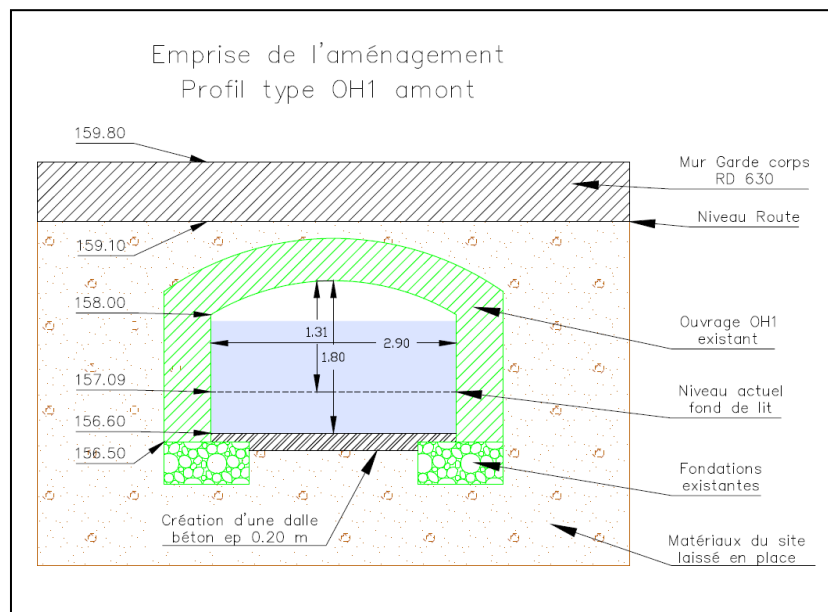 Emprise de l'aménagement
Profil type OH1 amont
159.80
Mur Garde corps
RD 630
Niveau Route
159.10
158.00
Ouvrage OH1
existant
1.31
2.90
1.80
157.09
Niveau actuel
fond de lit
156.60
156.50
Fondations
existantes
Création d'une dalle
béton ep 0.20 m
Matériaux du site
laissé en place